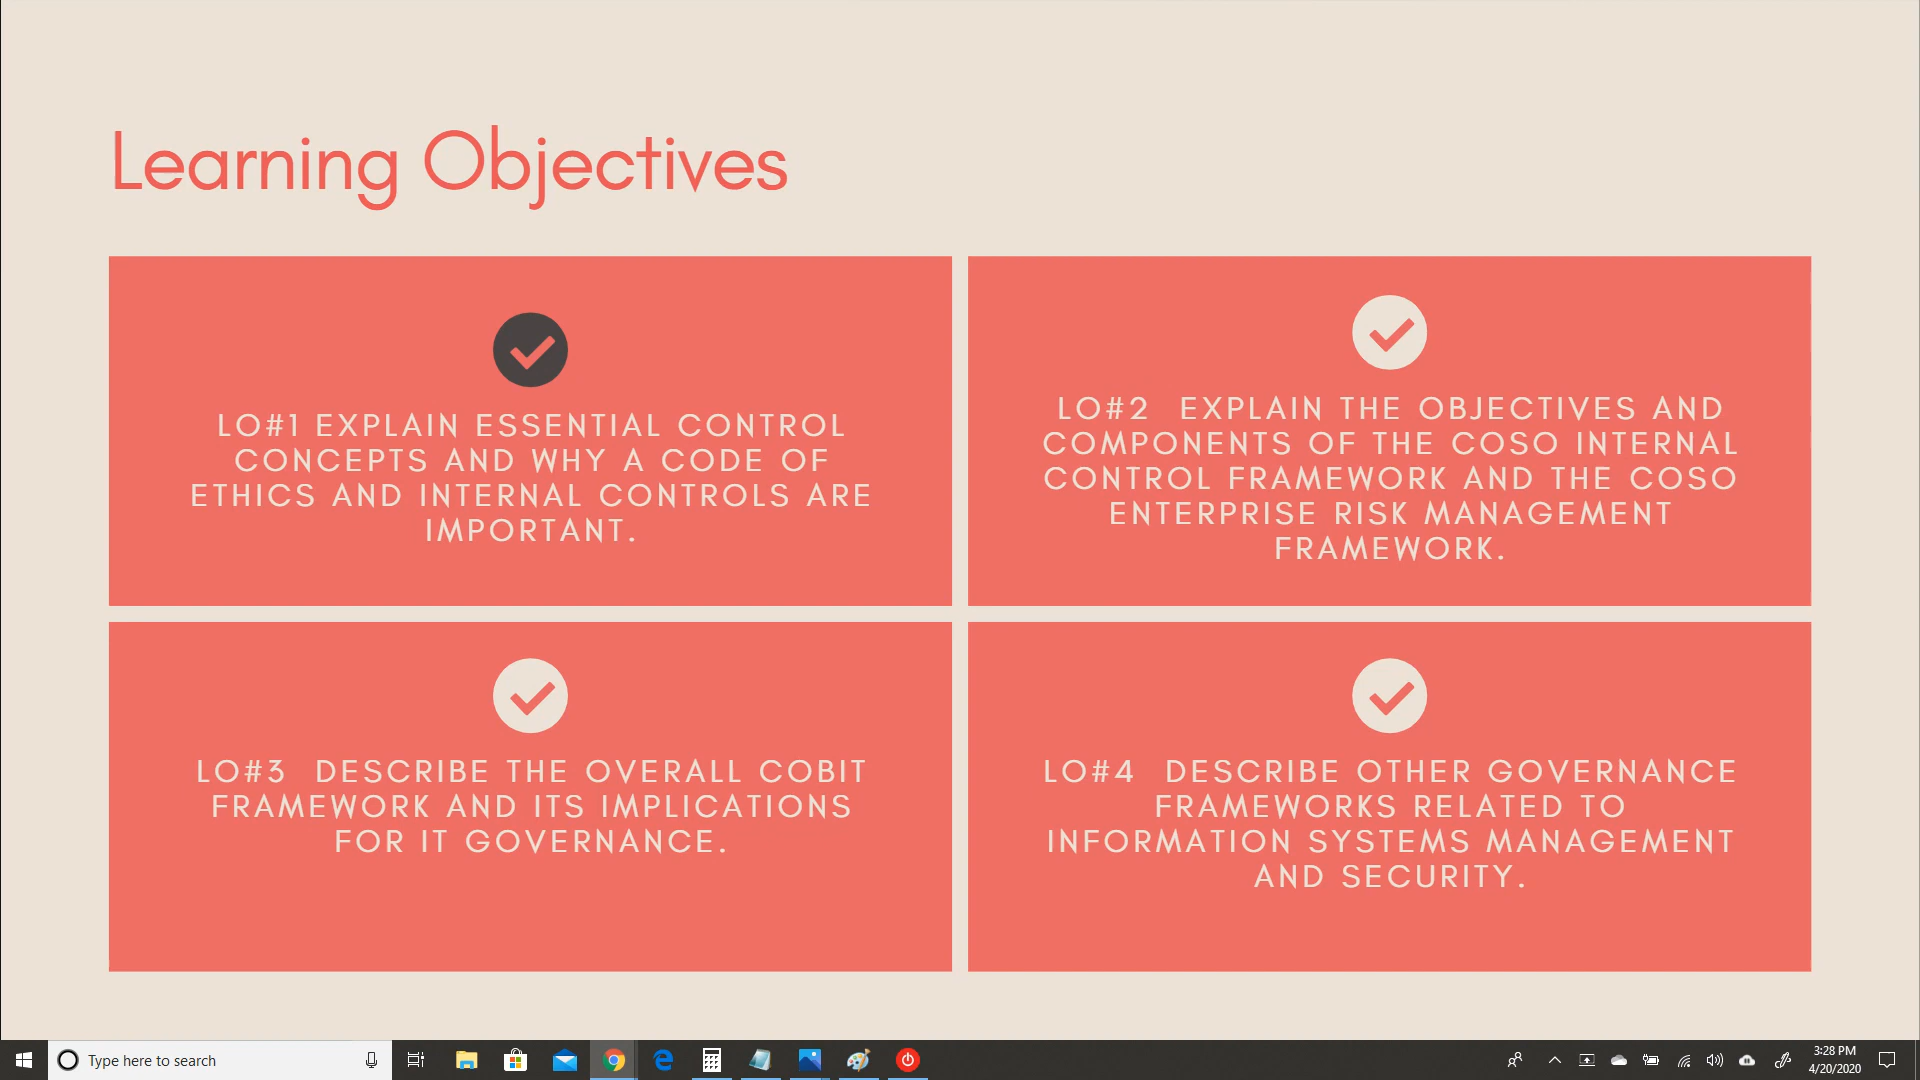 Learning Objectives
LO#1 EXPLAIN ESSENTIAL CONTROL
CONCEPTS AND WHY A CODE OF
ETHICS AND INTERNAL CONTROLS ARE
IMPORTANT.
LO#2 EXPLAIN THE OBJECTIVES AND
COMPONENTS OF THE COSO INTERNAL
CONTROL FRAMEWORK AND THE COSO
ENTERPRISE RISK MANAGEMENT
FRAMEWORK.
LO#3 DESCRIBE THE OVERALL COBIT
FRAMEWORK AND ITS IMPLICATIONS
FOR IT GOVERNANCE.
LO#4 DESCRIBE OTHER GOVERNANCE
FRAMEWORKS RELATED TO
INFORMATION SYSTEMS MANAGEMENT
AND SECURITY.
Type here to search
3:28 PM
4/20/2020